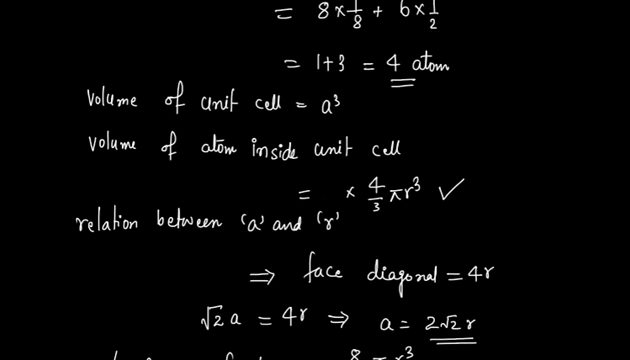 = 8 × 1/8 + 6 × 1/2
= 1+3 = 4 atom
volume of unit cell = a³
volume of atom inside unit cell
= × 4/3 πr³ ✓
relation between 'a' and 'r'
⇒ face diagonal = 4r
√2 a = 4r ⇒ a = 2√2 r